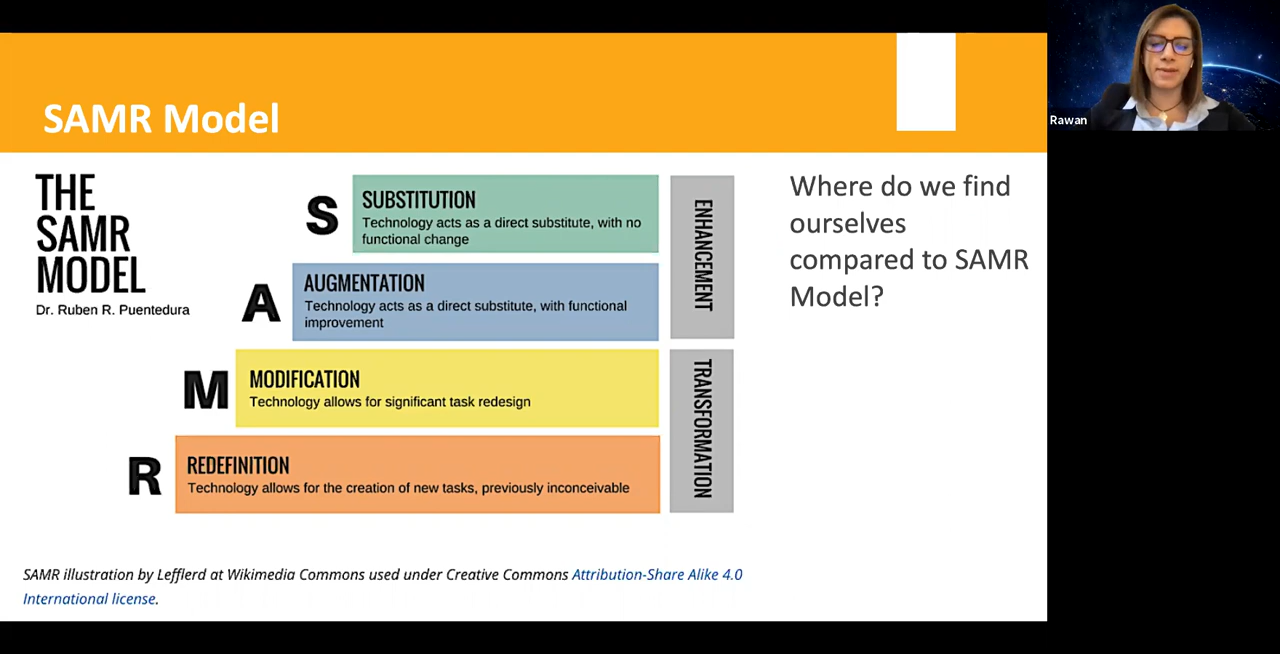 SAMR Model
THE
SAMR
MODEL
Dr. Ruben R. Puentedura
S
SUBSTITUTION
Technology acts as a direct substitute, with no
functional change
A
AUGMENTATION
Technology acts as a direct substitute, with functional
improvement
ENHANCEMENT
M
MODIFICATION
Technology allows for significant task redesign
R
REDEFINITION
Technology allows for the creation of new tasks, previously inconceivable
TRANSFORMATION
Where do we find
ourselves
compared to SAMR
Model?
SAMR illustration by Lefflerd at Wikimedia Commons used under Creative Commons Attribution-Share Alike 4.0
International license.
Rawan